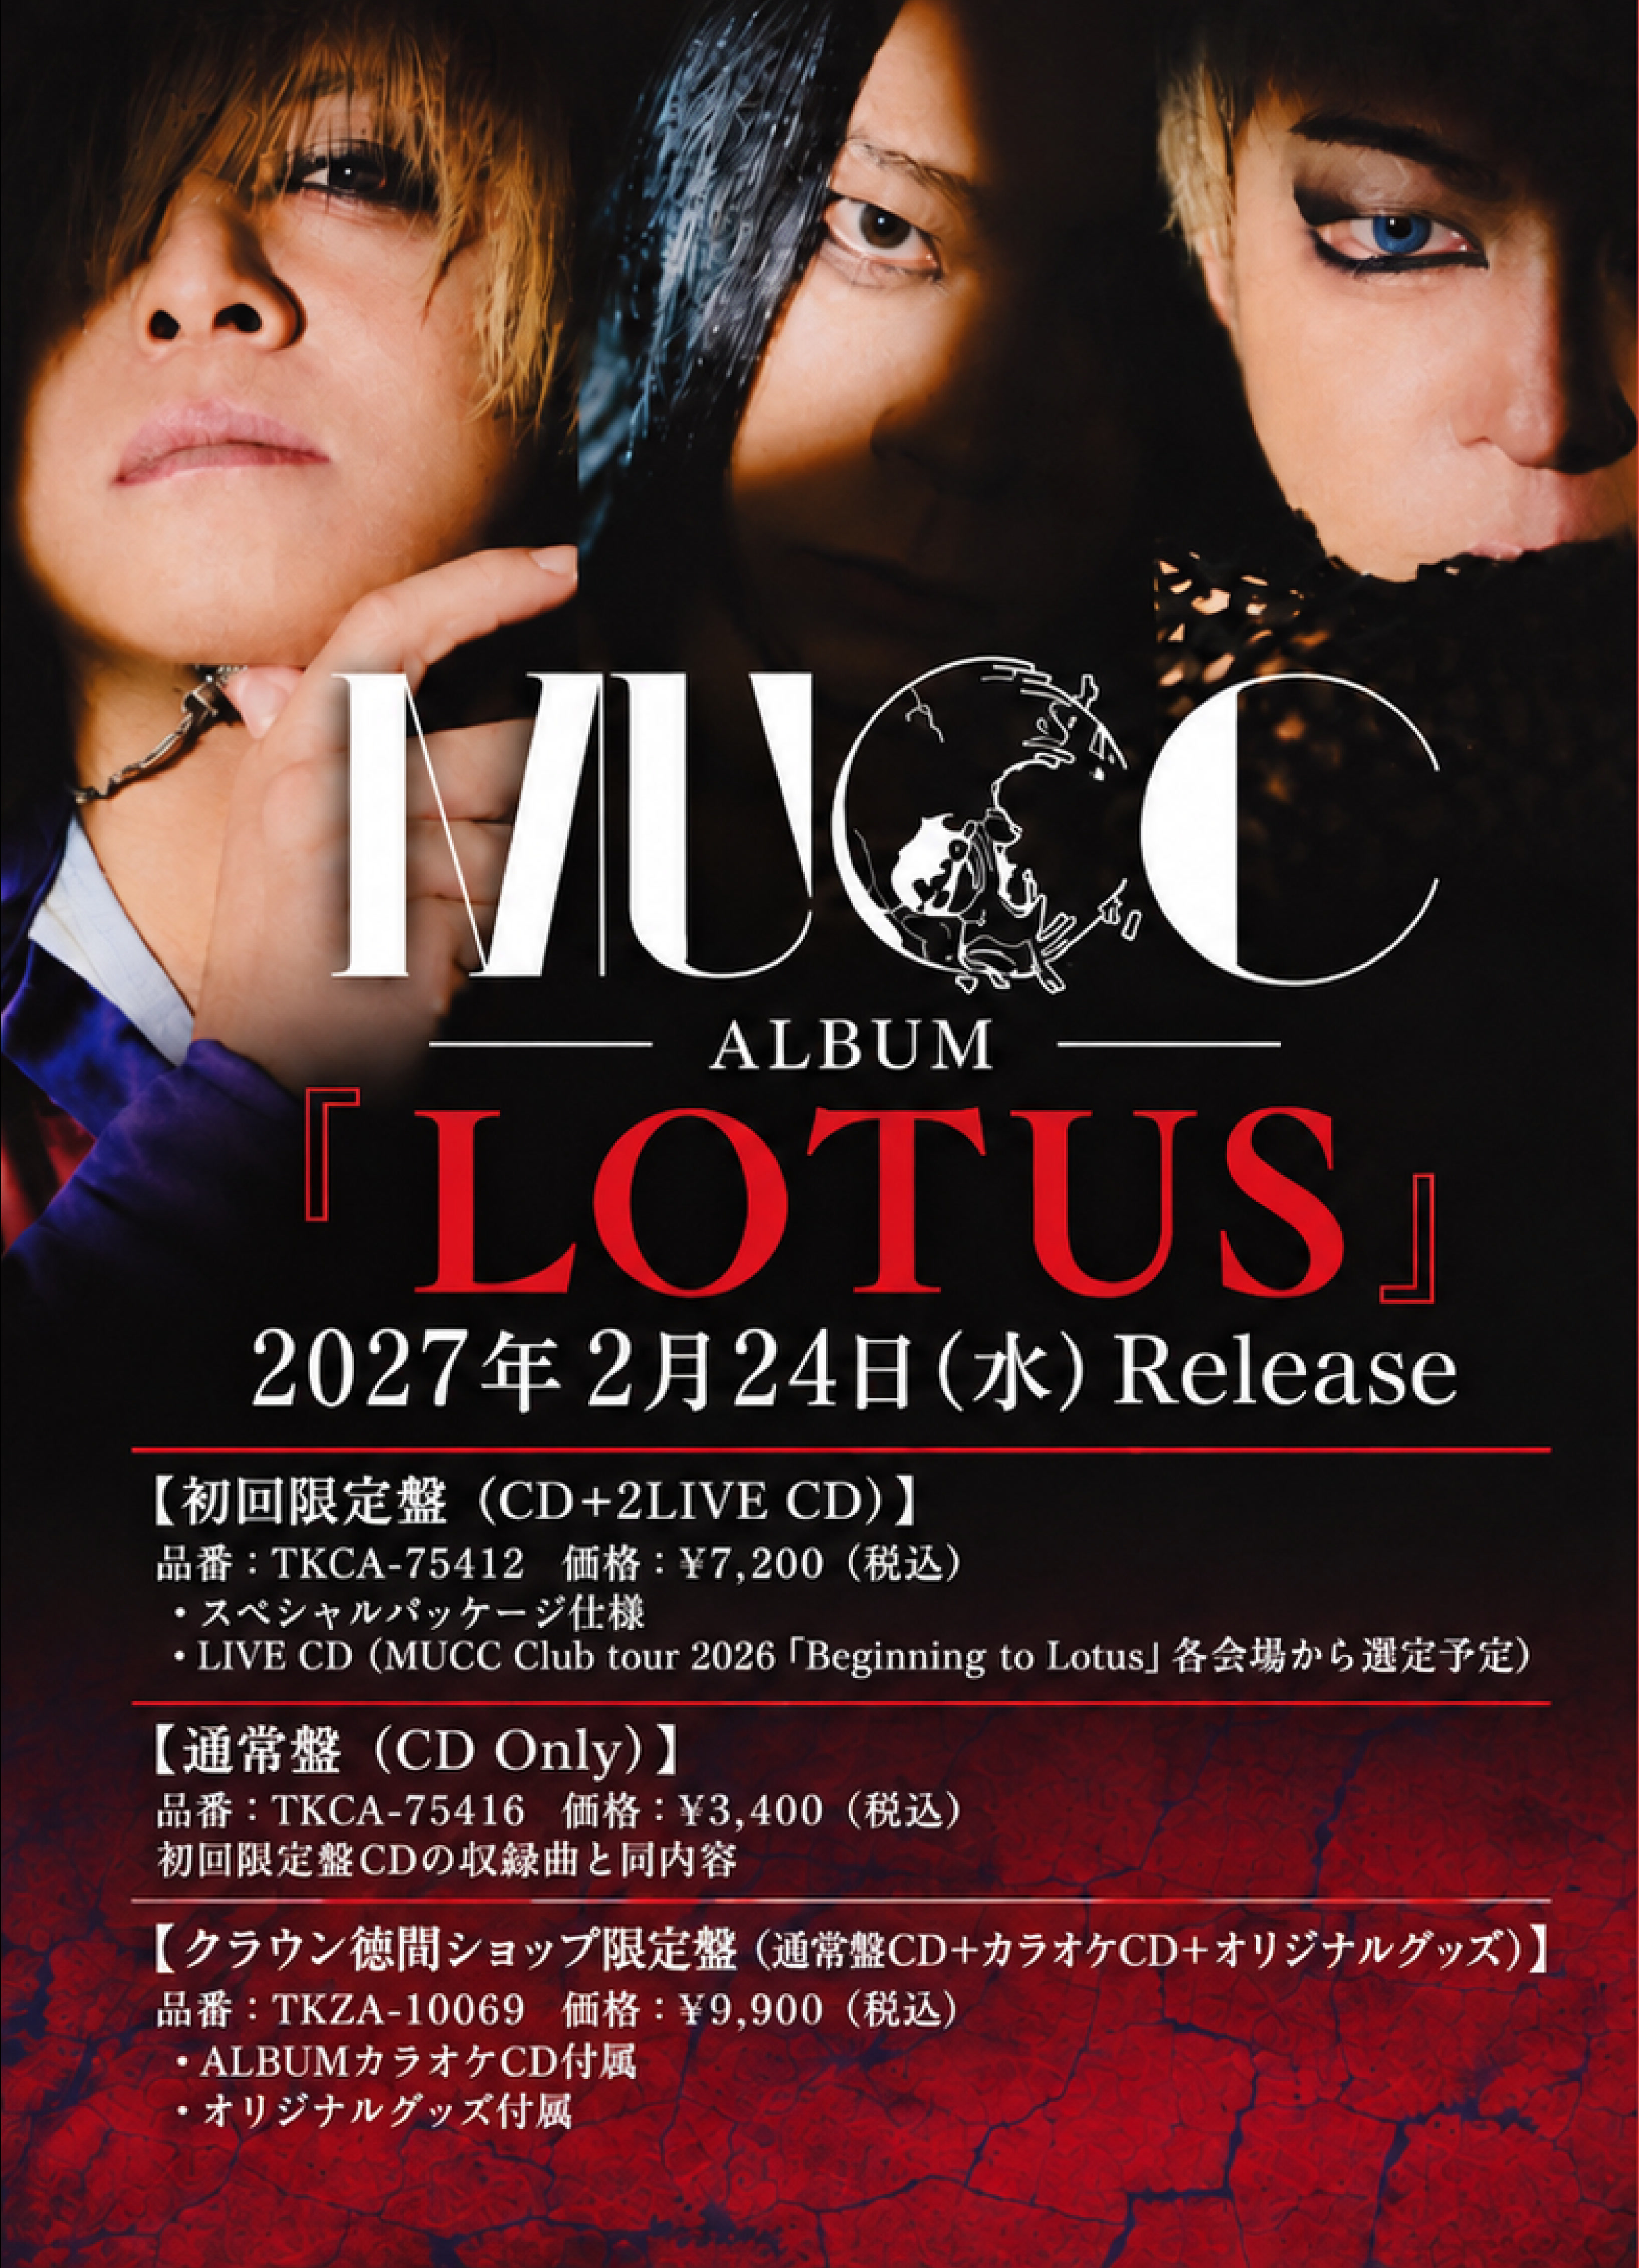 MUCC
ALBUM
『LOTUS』
2027年2月24日(水) Release
【初回限定盤（CD+2LIVE CD）】
品番：TKCA-75412　価格：¥7,200（税込）
・スペシャルパッケージ仕様
・LIVE CD（MUCC Club tour 2026「Beginning to Lotus」各会場から選定予定）
【通常盤（CD Only）】
品番：TKCA-75416　価格：¥3,400（税込）
初回限定盤CDの収録曲と同内容
【クラウン徳間ショップ限定盤（通常盤CD+カラオケCD+オリジナルグッズ）】
品番：TKZA-10069　価格：¥9,900（税込）
・ALBUMカラオケCD付属
・オリジナルグッズ付属